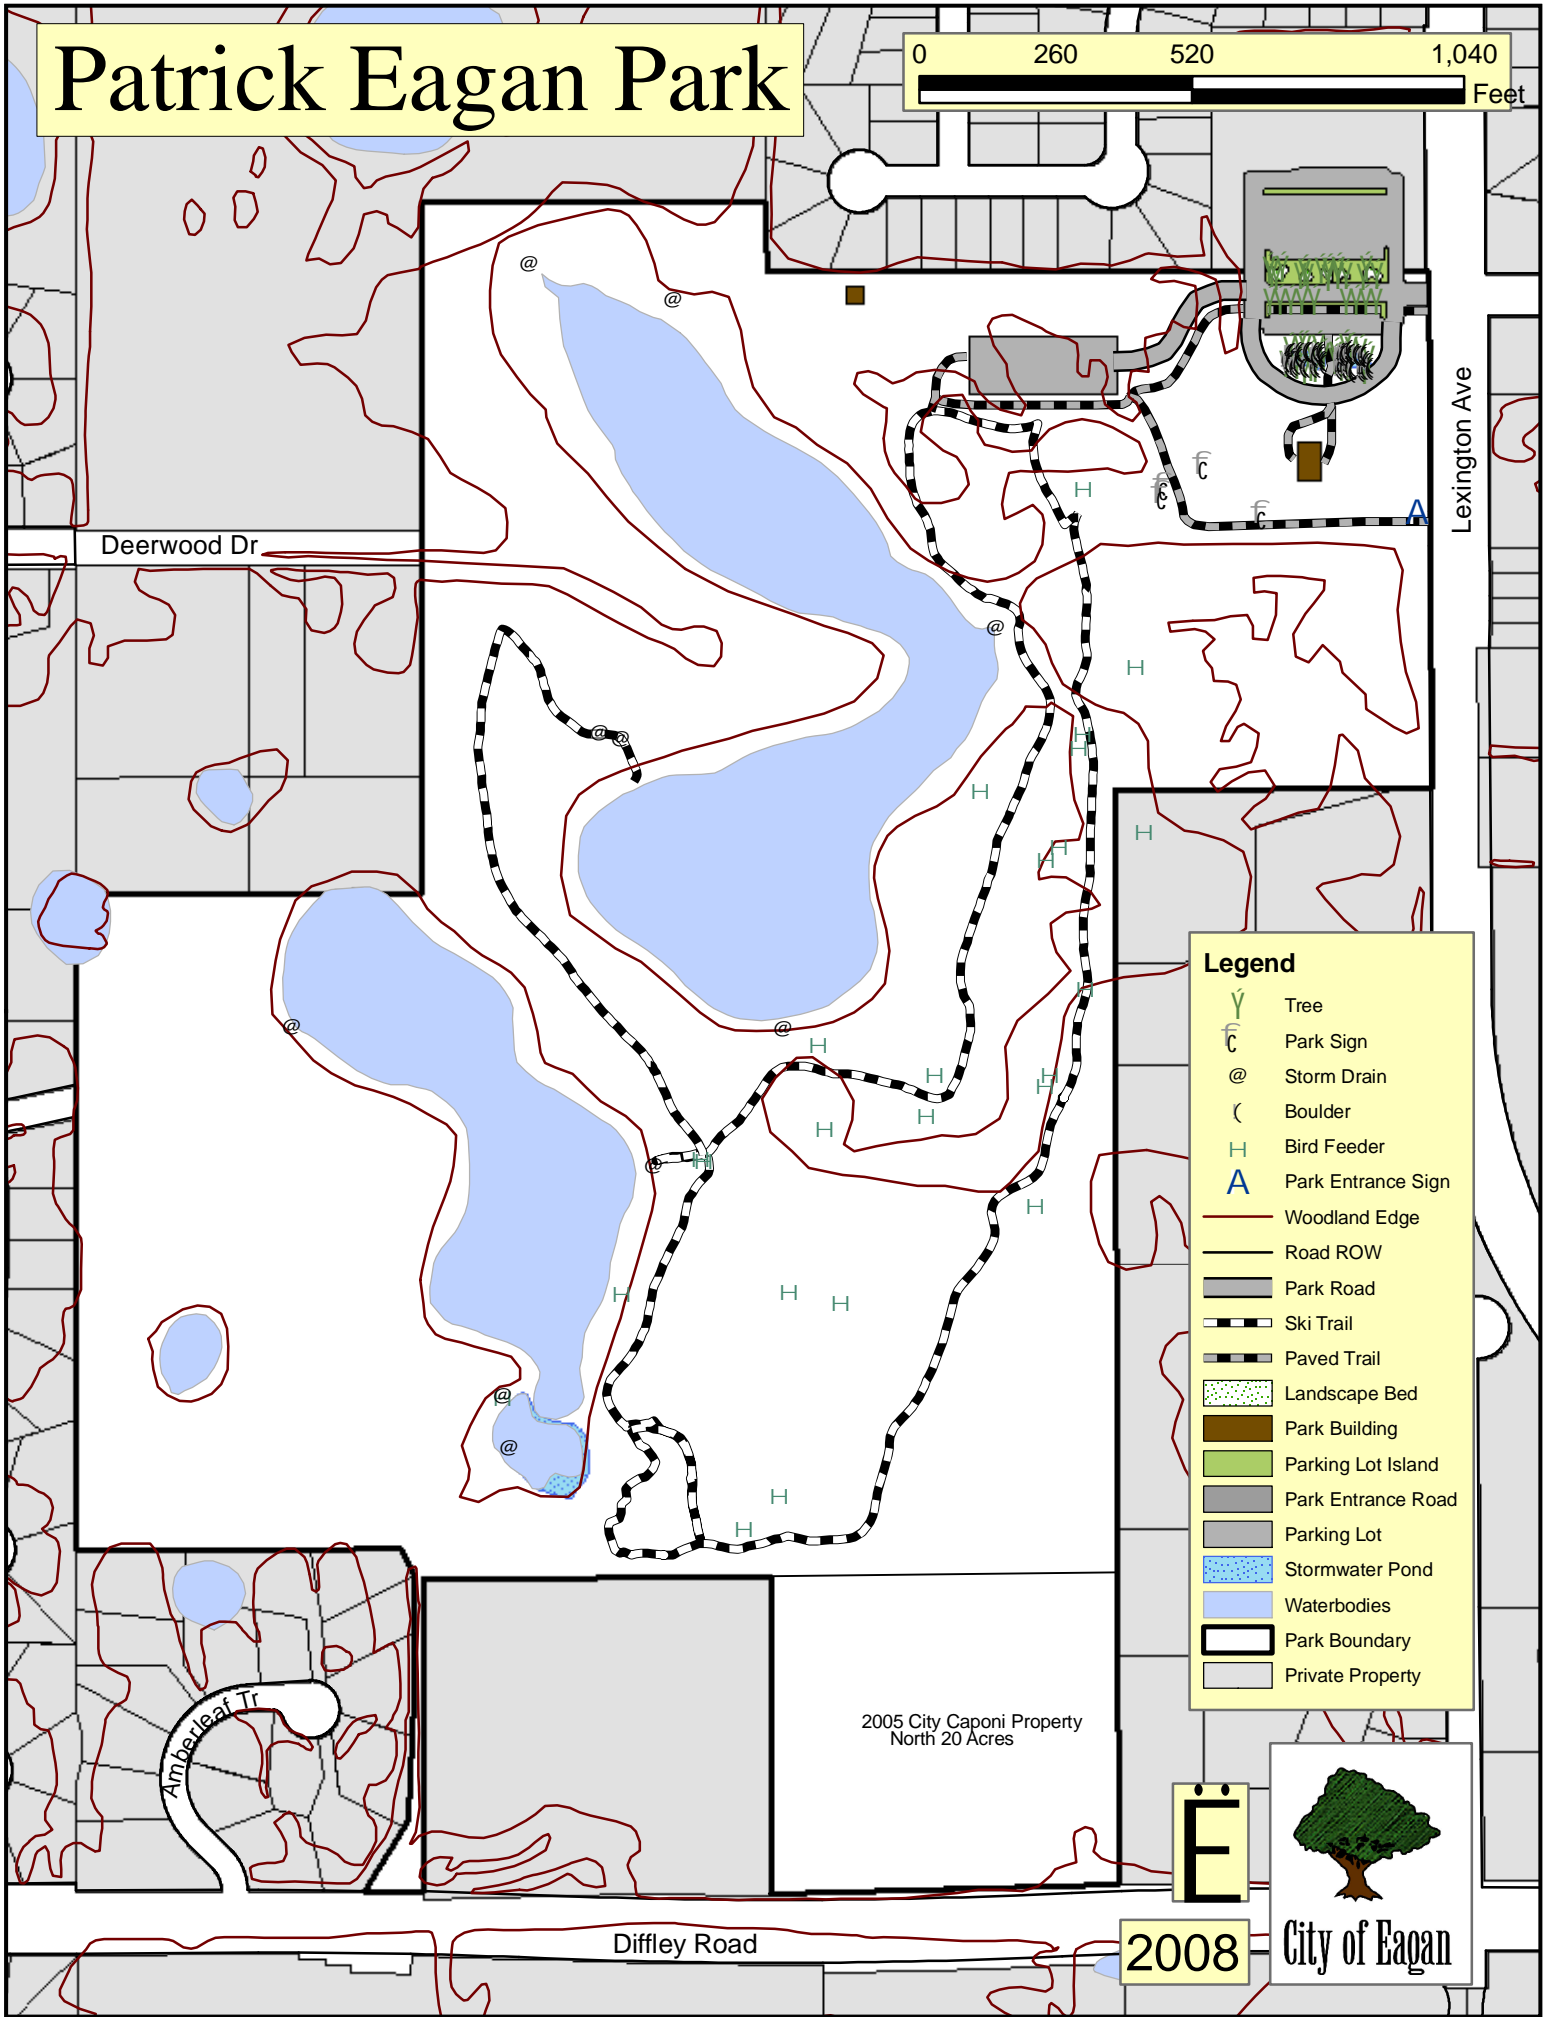 Patrick Eagan Park
0 260 520 1,040
Feet
Lexington Ave
Deerwood Dr
Legend
Tree
Park Sign
Storm Drain
Boulder
Bird Feeder
Park Entrance Sign
Woodland Edge
Road ROW
Park Road
Ski Trail
Paved Trail
Landscape Bed
Park Building
Parking Lot Island
Park Entrance Road
Parking Lot
Stormwater Pond
Waterbodies
Park Boundary
Private Property
2005 City Caponi Property
North 20 Acres
Amberleaf Tr
Ë
Diffley Road
2008
City of Eagan